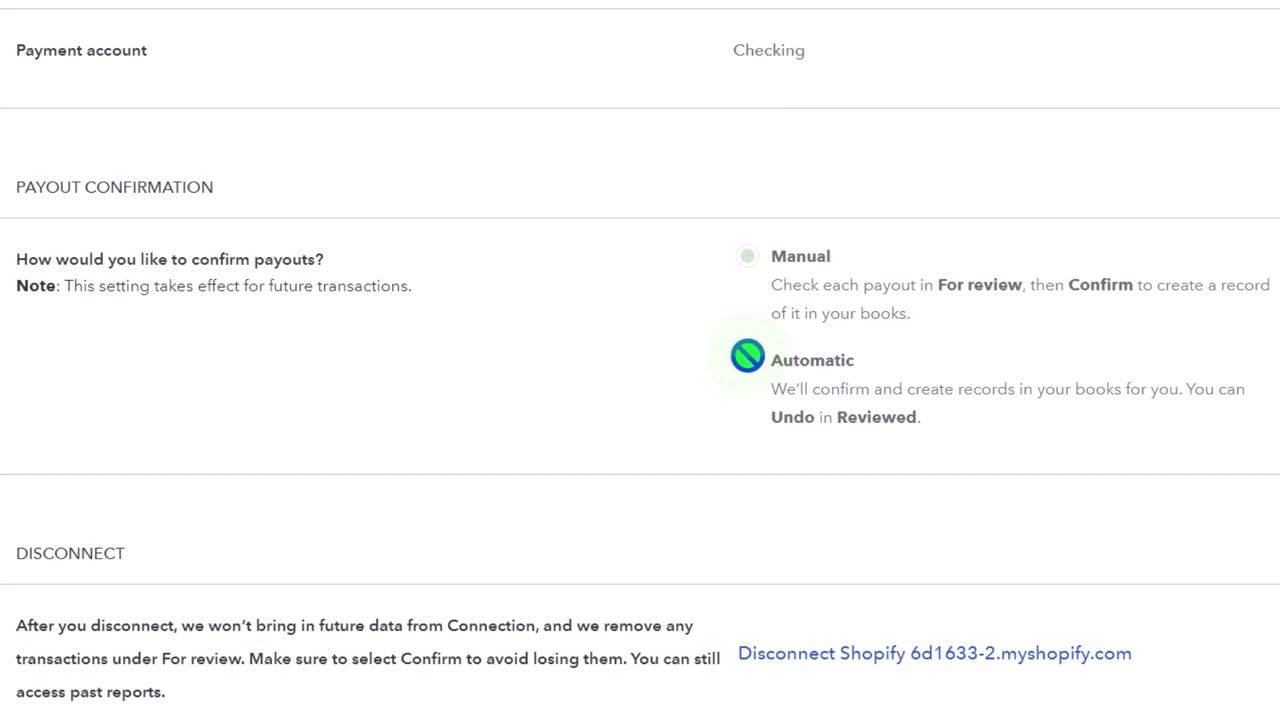 Payment account
Checking
PAYOUT CONFIRMATION
How would you like to confirm payouts?
Note: This setting takes effect for future transactions.
Manual
Check each payout in For review, then Confirm to create a record
of it in your books.
Automatic
We'll confirm and create records in your books for you. You can
Undo in Reviewed.
DISCONNECT
After you disconnect, we won't bring in future data from Connection, and we remove any
transactions under For review. Make sure to select Confirm to avoid losing them. You can still
access past reports.
Disconnect Shopify 6d1633-2.myshopify.com